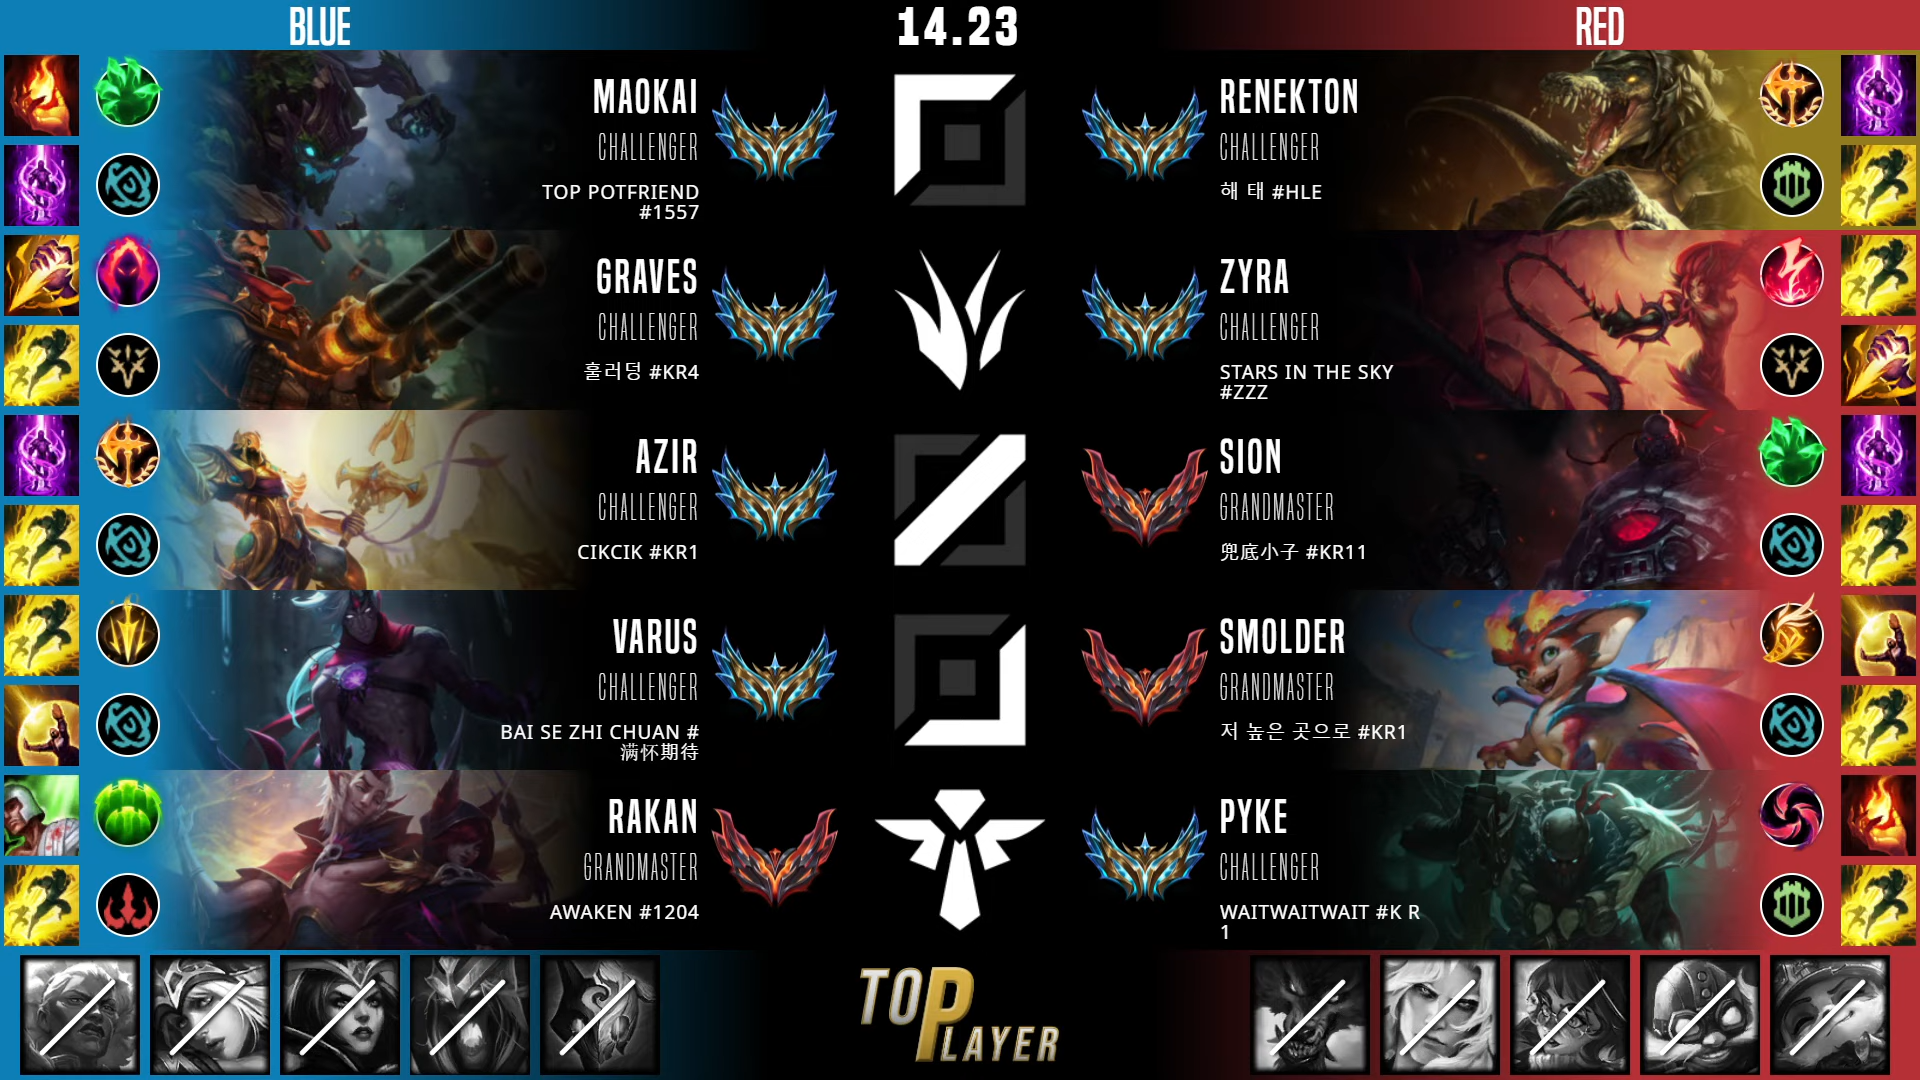 BLUE
14.23
RED
MAOKAI
CHALLENGER
TOP POTFRIEND
#1557
RENEKTON
CHALLENGER
해 태 #HLE
GRAVES
CHALLENGER
훌러덩 #KR4
ZYRA
CHALLENGER
STARS IN THE SKY
#ZZZ
AZIR
CHALLENGER
CIKCIK #KR1
SION
GRANDMASTER
兜底小子 #KR11
VARUS
CHALLENGER
BAI SE ZHI CHUAN #
满怀期待
SMOLDER
GRANDMASTER
저 높은 곳으로 #KR1
RAKAN
GRANDMASTER
AWAKEN #1204
PYKE
CHALLENGER
WAITWAITWAIT #K R
1
TOP
PLAYER